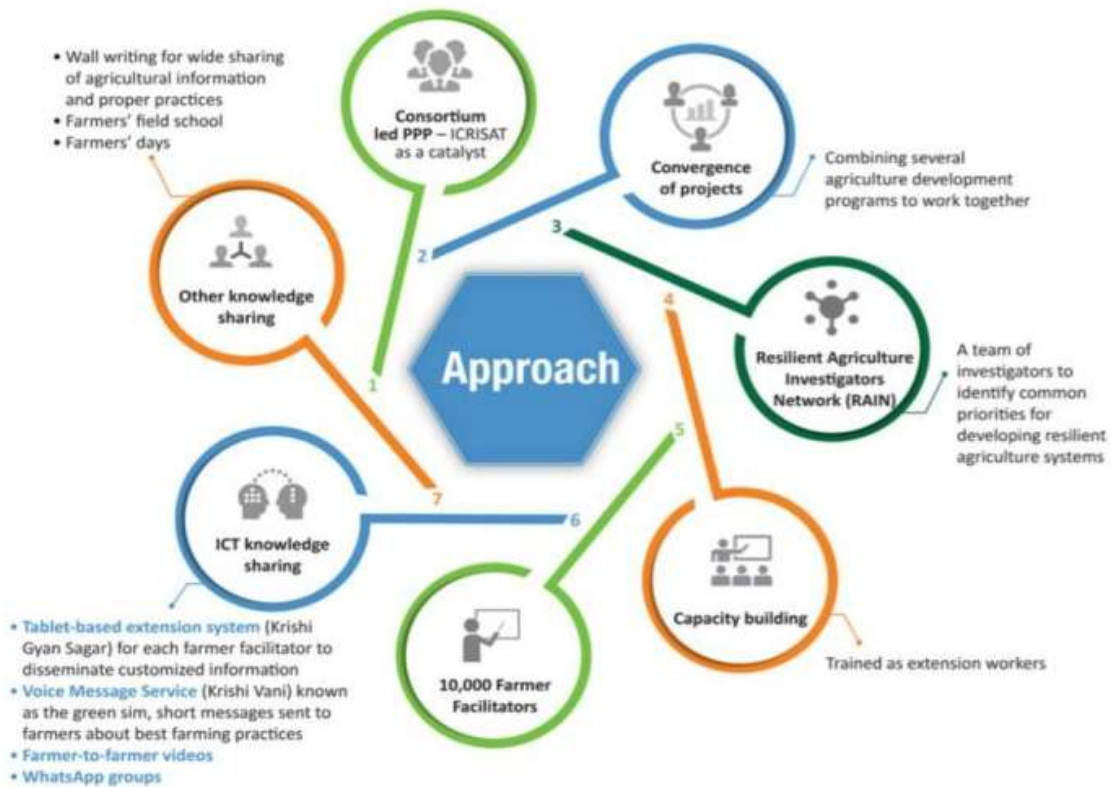 Approach
1
Consortium
led PPP – ICRISAT
as a catalyst
2
Convergence
of projects
Combining several
agriculture development
programs to work together
3
Resilient Agriculture
Investigators
Network (RAIN)
A team of
investigators to
identify common
priorities for
developing resilient
agriculture systems
4
Capacity building
Trained as extension workers
5
10,000 Farmer
Facilitators
6
ICT knowledge
sharing
• Tablet-based extension system (Krishi
Gyan Sagar) for each farmer facilitator to
disseminate customized information
• Voice Message Service (Krishi Vani) known
as the green sim, short messages sent to
farmers about best farming practices
• Farmer-to-farmer videos
• WhatsApp groups
7
Other knowledge
sharing
• Wall writing for wide sharing
of agricultural information
and proper practices
• Farmers' field school
• Farmers' days